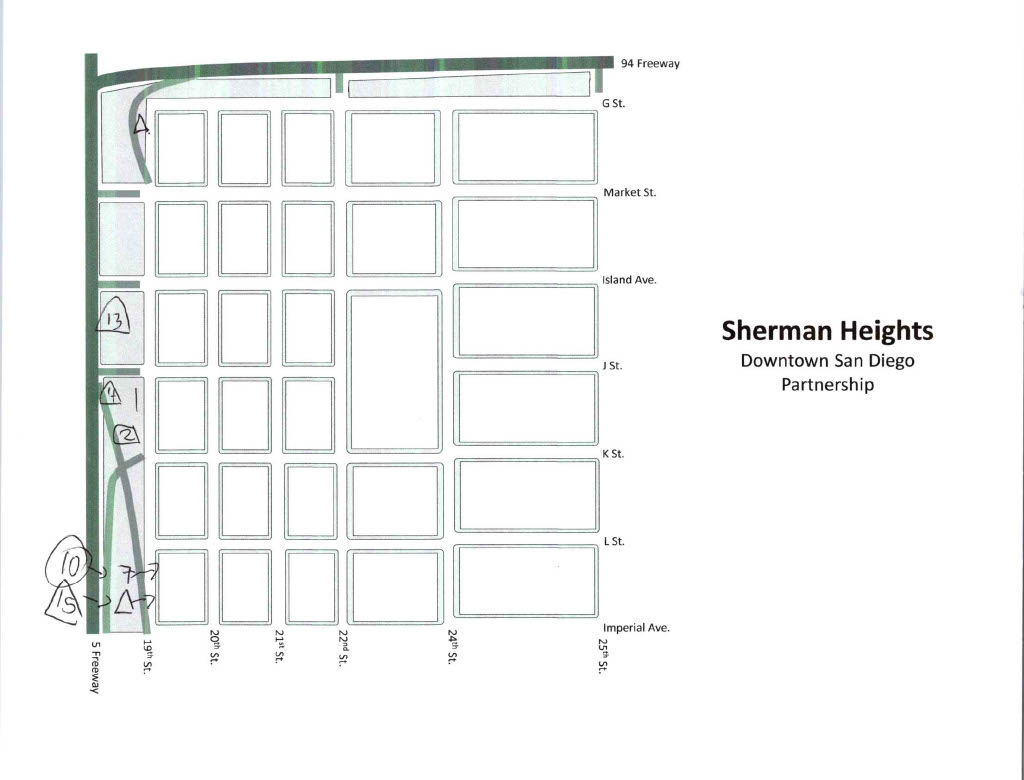 94 Freeway
G St.
Market St.
Island Ave.
13
J St.
Sherman Heights
Downtown San Diego
Partnership
1
2
K St.
L St.
10
7
15
Imperial Ave.
5 Freeway
19th St.
20th St.
21st St.
22nd St.
24th St.
25th St.